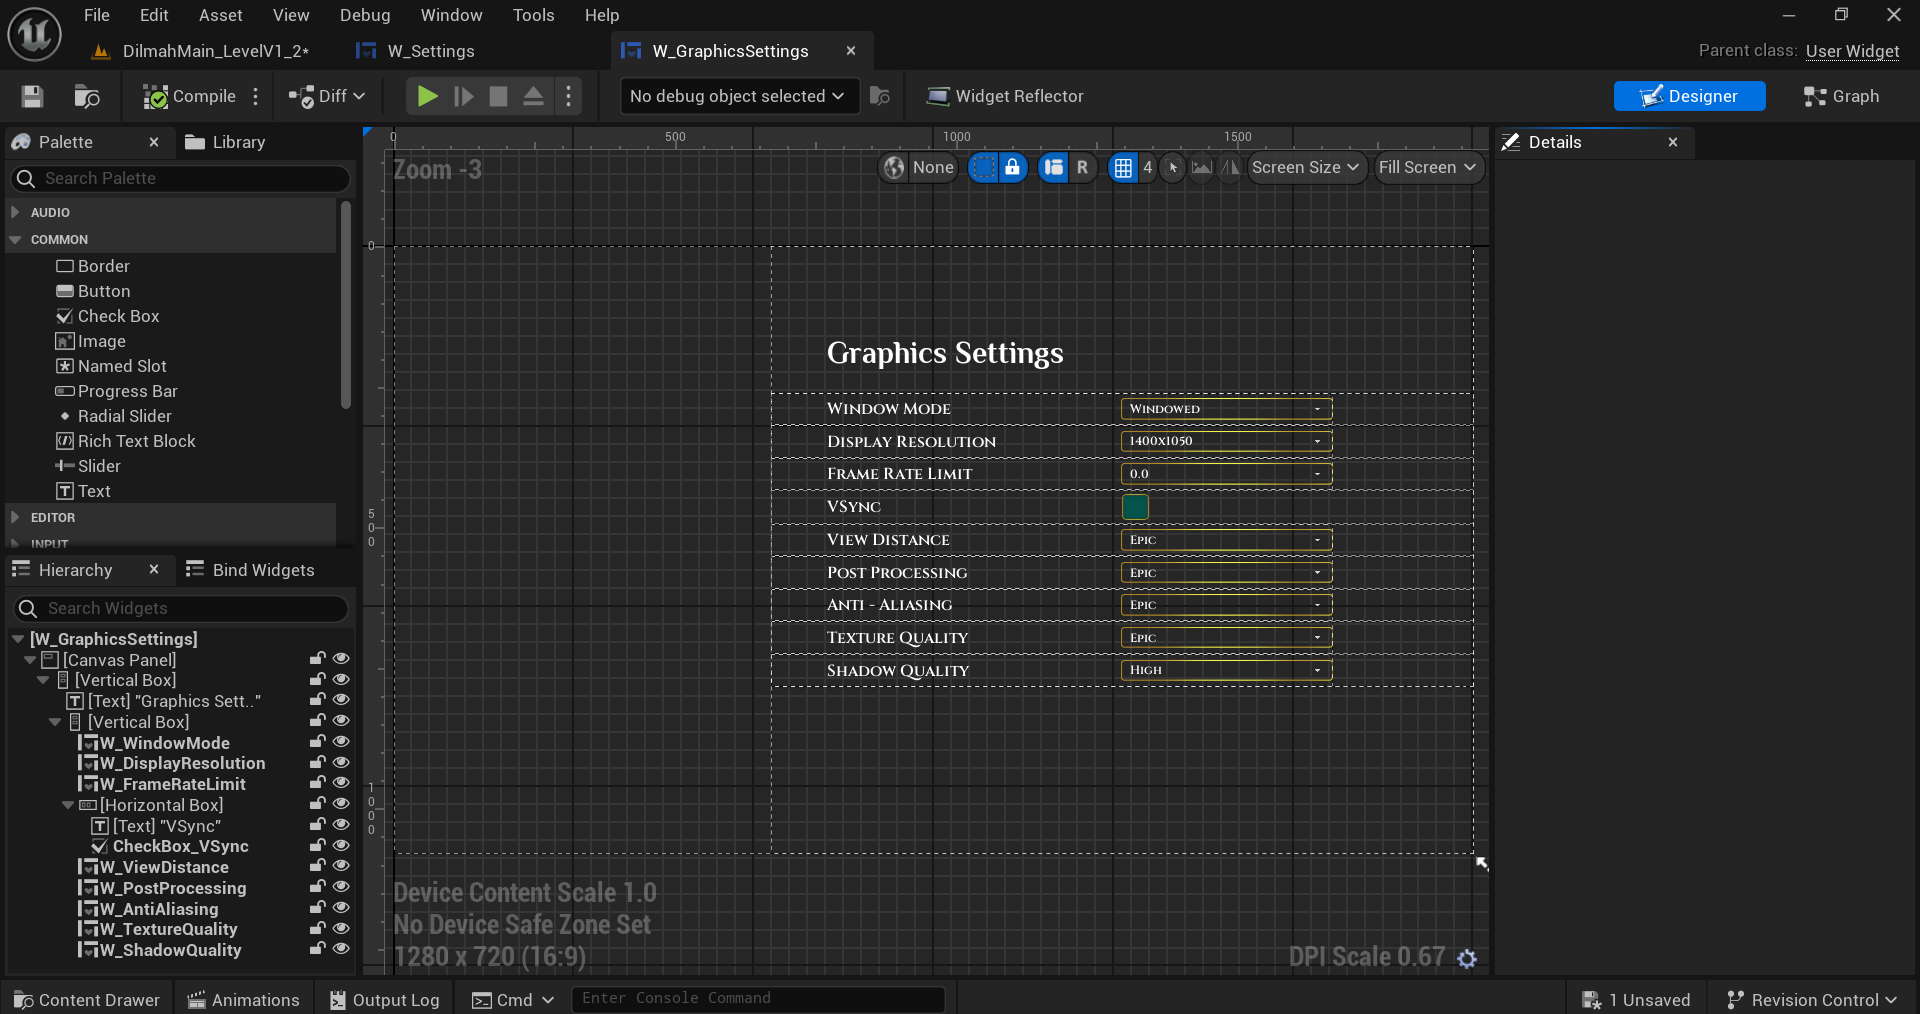 File Edit Asset View Debug Window Tools Help
DilmahMain_LevelV1_2*
W_Settings
W_GraphicsSettings
Parent class: User Widget
Compile
Diff
No debug object selected
Widget Reflector
Designer
Graph
Palette
Library
Search Palette
AUDIO
COMMON
Border
Button
Check Box
Image
Named Slot
Progress Bar
Radial Slider
Rich Text Block
Slider
Text
EDITOR
INPUT
Hierarchy
Bind Widgets
Search Widgets
[W_GraphicsSettings]
[Canvas Panel]
[Vertical Box]
[Text] "Graphics Sett.."
[Vertical Box]
W_WindowMode
W_DisplayResolution
W_FrameRateLimit
[Horizontal Box]
[Text] "VSync"
CheckBox_VSync
W_ViewDistance
W_PostProcessing
W_AntiAliasing
W_TextureQuality
W_ShadowQuality
0 500 1000 1500
Zoom -3
None
R
4
Screen Size
Fill Screen
0
500
1000
Graphics Settings
Window Mode Windowed
Display Resolution 1400x1050
Frame Rate Limit 0.0
VSync
View Distance Epic
Post Processing Epic
Anti - Aliasing Epic
Texture Quality Epic
Shadow Quality High
Device Content Scale 1.0
No Device Safe Zone Set
1280 x 720 (16:9)
DPI Scale 0.67
Details
Content Drawer
Animations
Output Log
Cmd
Enter Console Command
1 Unsaved
Revision Control